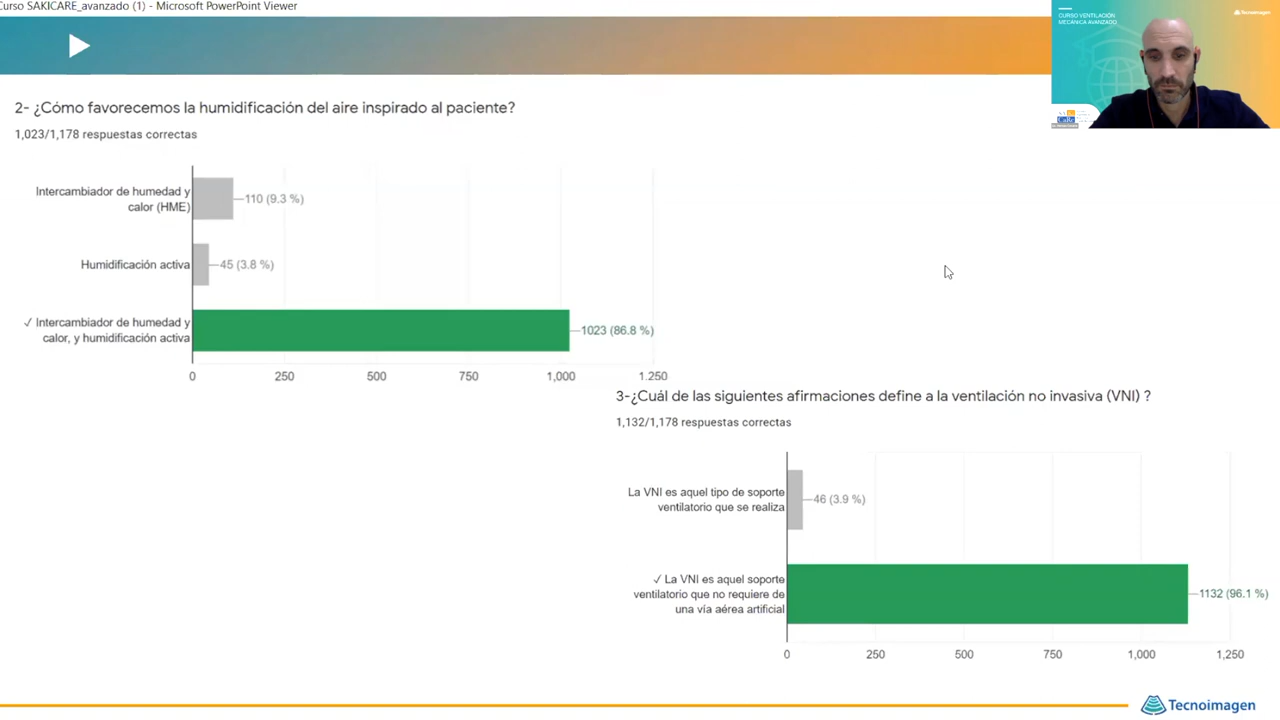 Curso SAKICARE_avanzado (1) - Microsoft PowerPoint Viewer
CURSO VENTILACIÓN
MECÁNICA AVANZADO
Tecnoimagen
2- ¿Cómo favorecemos la humidificación del aire inspirado al paciente?
1,023/1,178 respuestas correctas
Intercambiador de humedad y
calor (HME)
110 (9.3 %)
Humidificación activa
45 (3.8 %)
✓ Intercambiador de humedad y
calor, y humidificación activa
1023 (86.8 %)
0 250 500 750 1,000 1.250
3-¿Cuál de las siguientes afirmaciones define a la ventilación no invasiva (VNI) ?
1,132/1,178 respuestas correctas
La VNI es aquel tipo de soporte
ventilatorio que se realiza
46 (3.9 %)
✓ La VNI es aquel soporte
ventilatorio que no requiere de
una vía aérea artificial
1132 (96.1 %)
0 250 500 750 1,000 1,250
Tecnoimagen